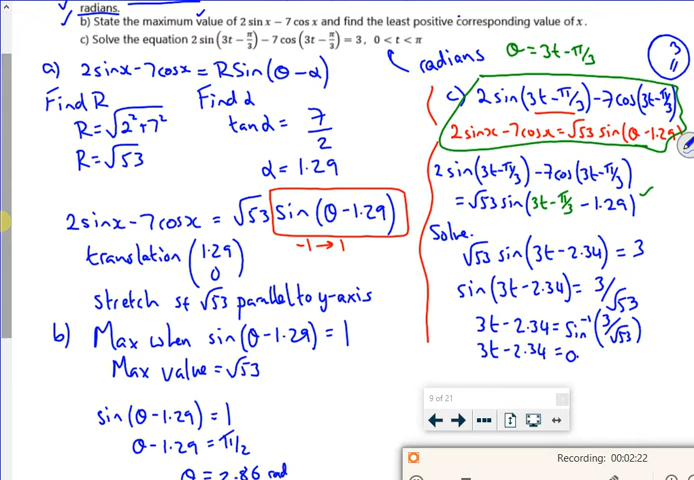 radians.
b) State the maximum value of 2 sin x − 7 cos x and find the least positive corresponding value of x.
c) Solve the equation 2 sin(3t − π/3) − 7 cos(3t − π/3) = 3, 0 < t < π
radians θ = 3t − π/3
3
a) 2sinx − 7cosx = R Sin(θ − α)
Find R
R = √2² + 7²
R = √53
Find α
tanα = 7/2
α = 1.29
2sinx − 7cosx = √53 Sin(θ − 1.29)
−1 → 1
translation (1.29 0)
stretch sf √53 parallel to y-axis
b) Max when sin(θ − 1.29) = 1
Max value = √53
sin(θ − 1.29) = 1
θ − 1.29 = π/2
θ = 2.86 rad
c) 2 sin(3t − π/3) − 7cos(3t − π/3)
2sinx − 7cosx = √53 sin(θ − 1.29)
2 sin(3t − π/3) − 7cos(3t − π/3)
= √53 sin(3t − π/3 − 1.29) ✓
Solve.
√53 sin(3t − 2.34) = 3
sin(3t − 2.34) = 3/√53
3t − 2.34 = sin⁻¹(3/√53)
3t − 2.34 = 0.
9 of 21
Recording: 00:02:22